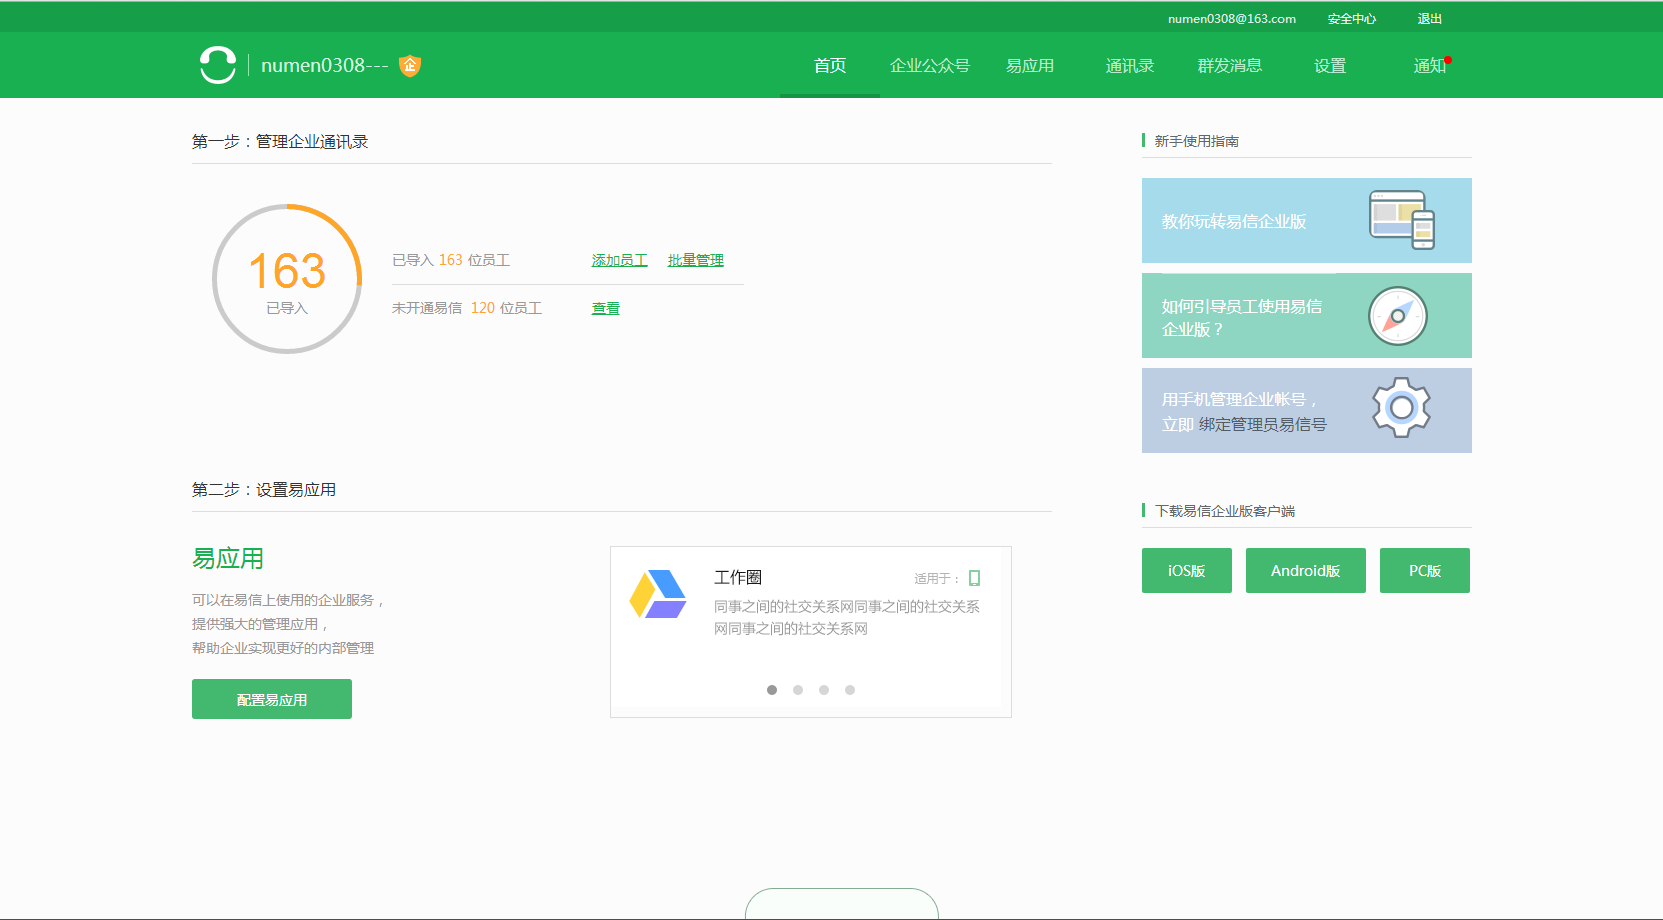 numen0308@163.com 安全中心 退出
numen0308--- 企
首页 企业公众号 易应用 通讯录 群发消息 设置 通知
第一步：管理企业通讯录
163
已导入
已导入 163 位员工 添加员工 批量管理
未开通易信 120 位员工 查看
第二步：设置易应用
易应用
可以在易信上使用的企业服务，
提供强大的管理应用，
帮助企业实现更好的内部管理
配置易应用
工作圈 适用于：
同事之间的社交关系网同事之间的社交关系
网同事之间的社交关系网
新手使用指南
教你玩转易信企业版
如何引导员工使用易信
企业版？
用手机管理企业帐号，
立即 绑定管理员易信号
下载易信企业版客户端
iOS版 Android版 PC版